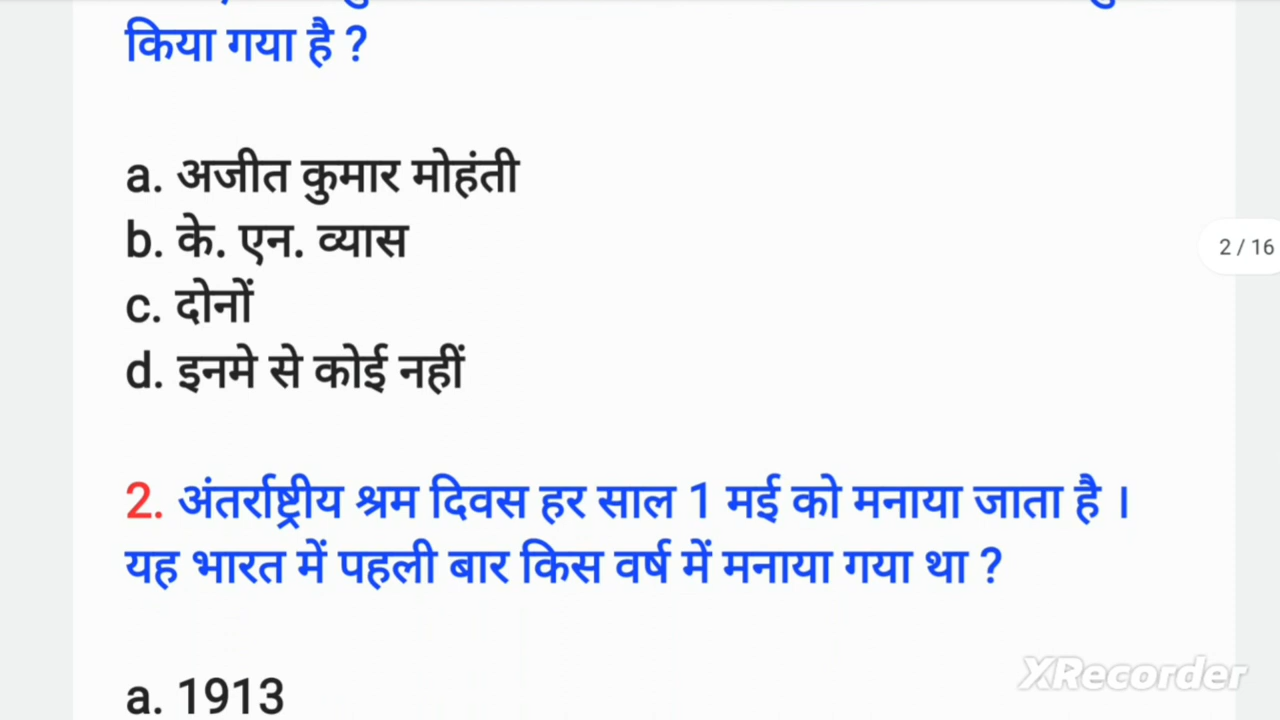 किया गया है ?
a. अजीत कुमार मोहंती
b. के. एन. व्यास
c. दोनों
d. इनमे से कोई नहीं
2 / 16
2. अंतर्राष्ट्रीय श्रम दिवस हर साल 1 मई को मनाया जाता है ।
यह भारत में पहली बार किस वर्ष में मनाया गया था ?
a. 1913
XRecorder